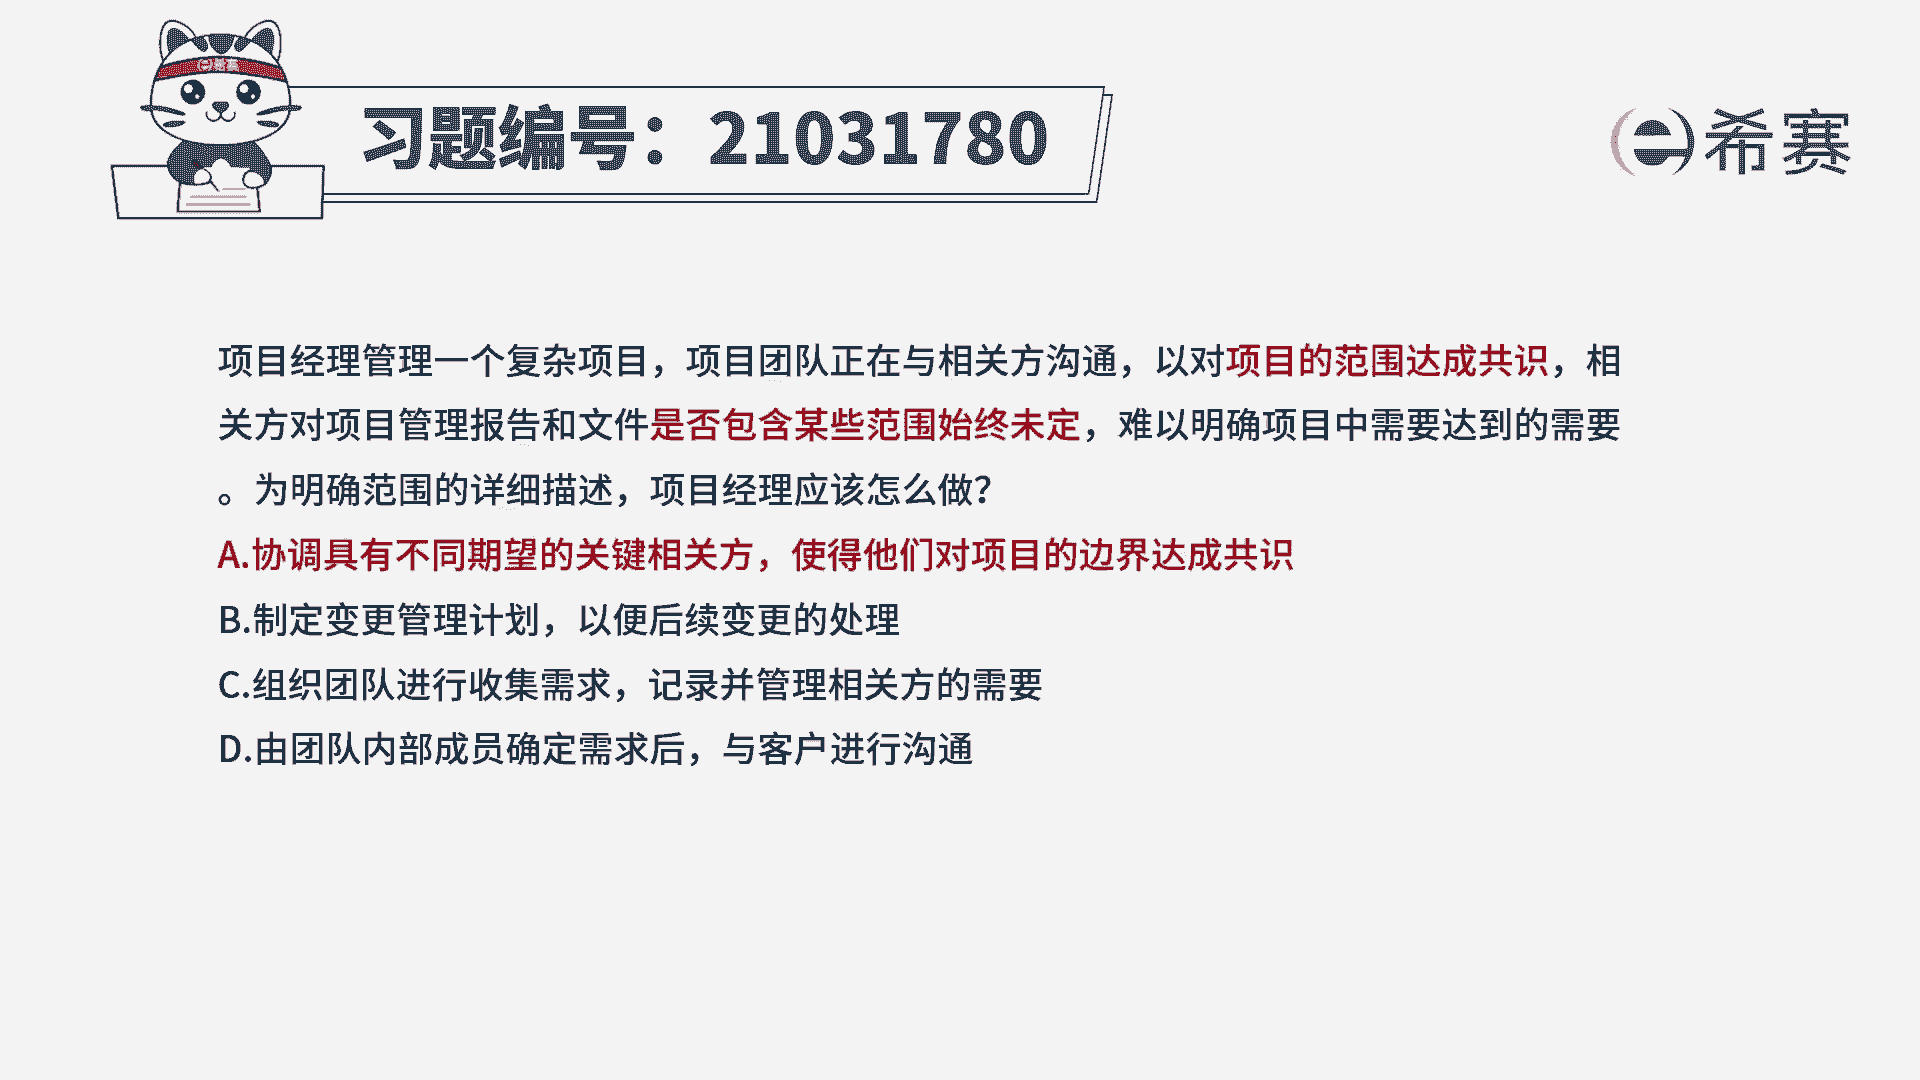 希赛
习题编号：21031780
希赛
项目经理管理一个复杂项目，项目团队正在与相关方沟通，以对项目的范围达成共识，相
关方对项目管理报告和文件是否包含某些范围始终未定，难以明确项目中需要达到的需要
。为明确范围的详细描述，项目经理应该怎么做？
A.协调具有不同期望的关键相关方，使得他们对项目的边界达成共识
B.制定变更管理计划，以便后续变更的处理
C.组织团队进行收集需求，记录并管理相关方的需要
D.由团队内部成员确定需求后，与客户进行沟通